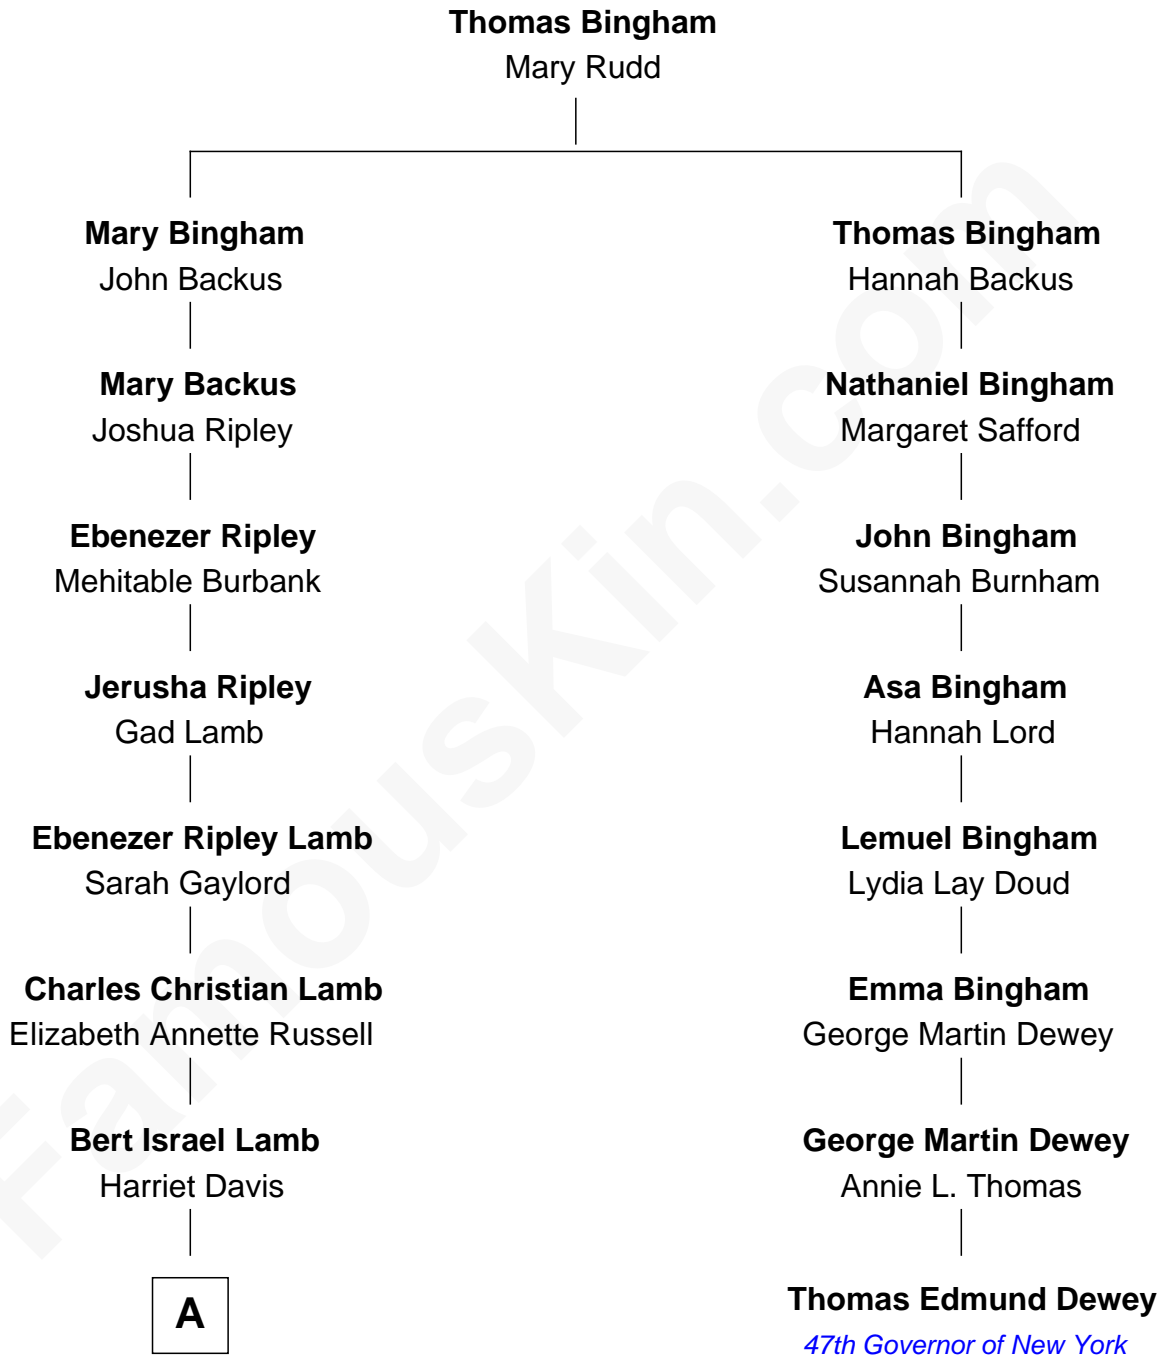 Thomas Bingham
Mary Rudd
Mary Bingham
John Backus
Thomas Bingham
Hannah Backus
Mary Backus
Joshua Ripley
Nathaniel Bingham
Margaret Safford
Ebenezer Ripley
Mehitable Burbank
John Bingham
Susannah Burnham
Jerusha Ripley
Gad Lamb
Asa Bingham
Hannah Lord
Ebenezer Ripley Lamb
Sarah Gaylord
Lemuel Bingham
Lydia Lay Doud
Charles Christian Lamb
Elizabeth Annette Russell
Emma Bingham
George Martin Dewey
Bert Israel Lamb
Harriet Davis
George Martin Dewey
Annie L. Thomas
A
Thomas Edmund Dewey
47th Governor of New York
FamousKin.com